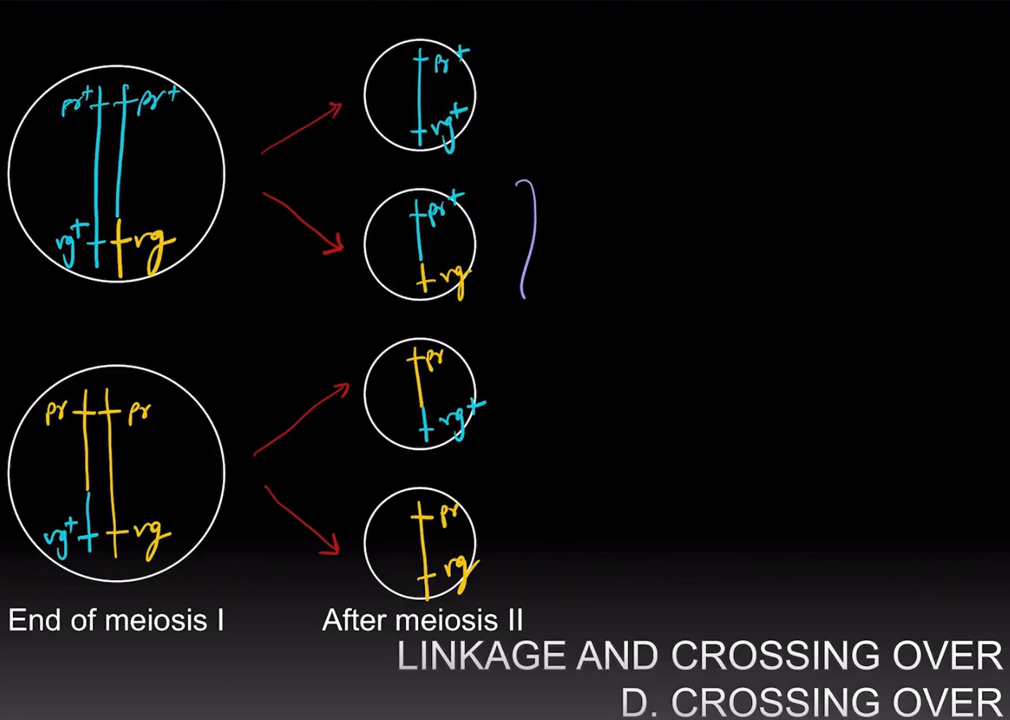 pr+ pr+
vg+ vg
pr pr
vg+ vg
End of meiosis I
pr+
vg+
pr+
vg
pr
vg+
pr
vg
After meiosis II
LINKAGE AND CROSSING OVER
D. CROSSING OVER